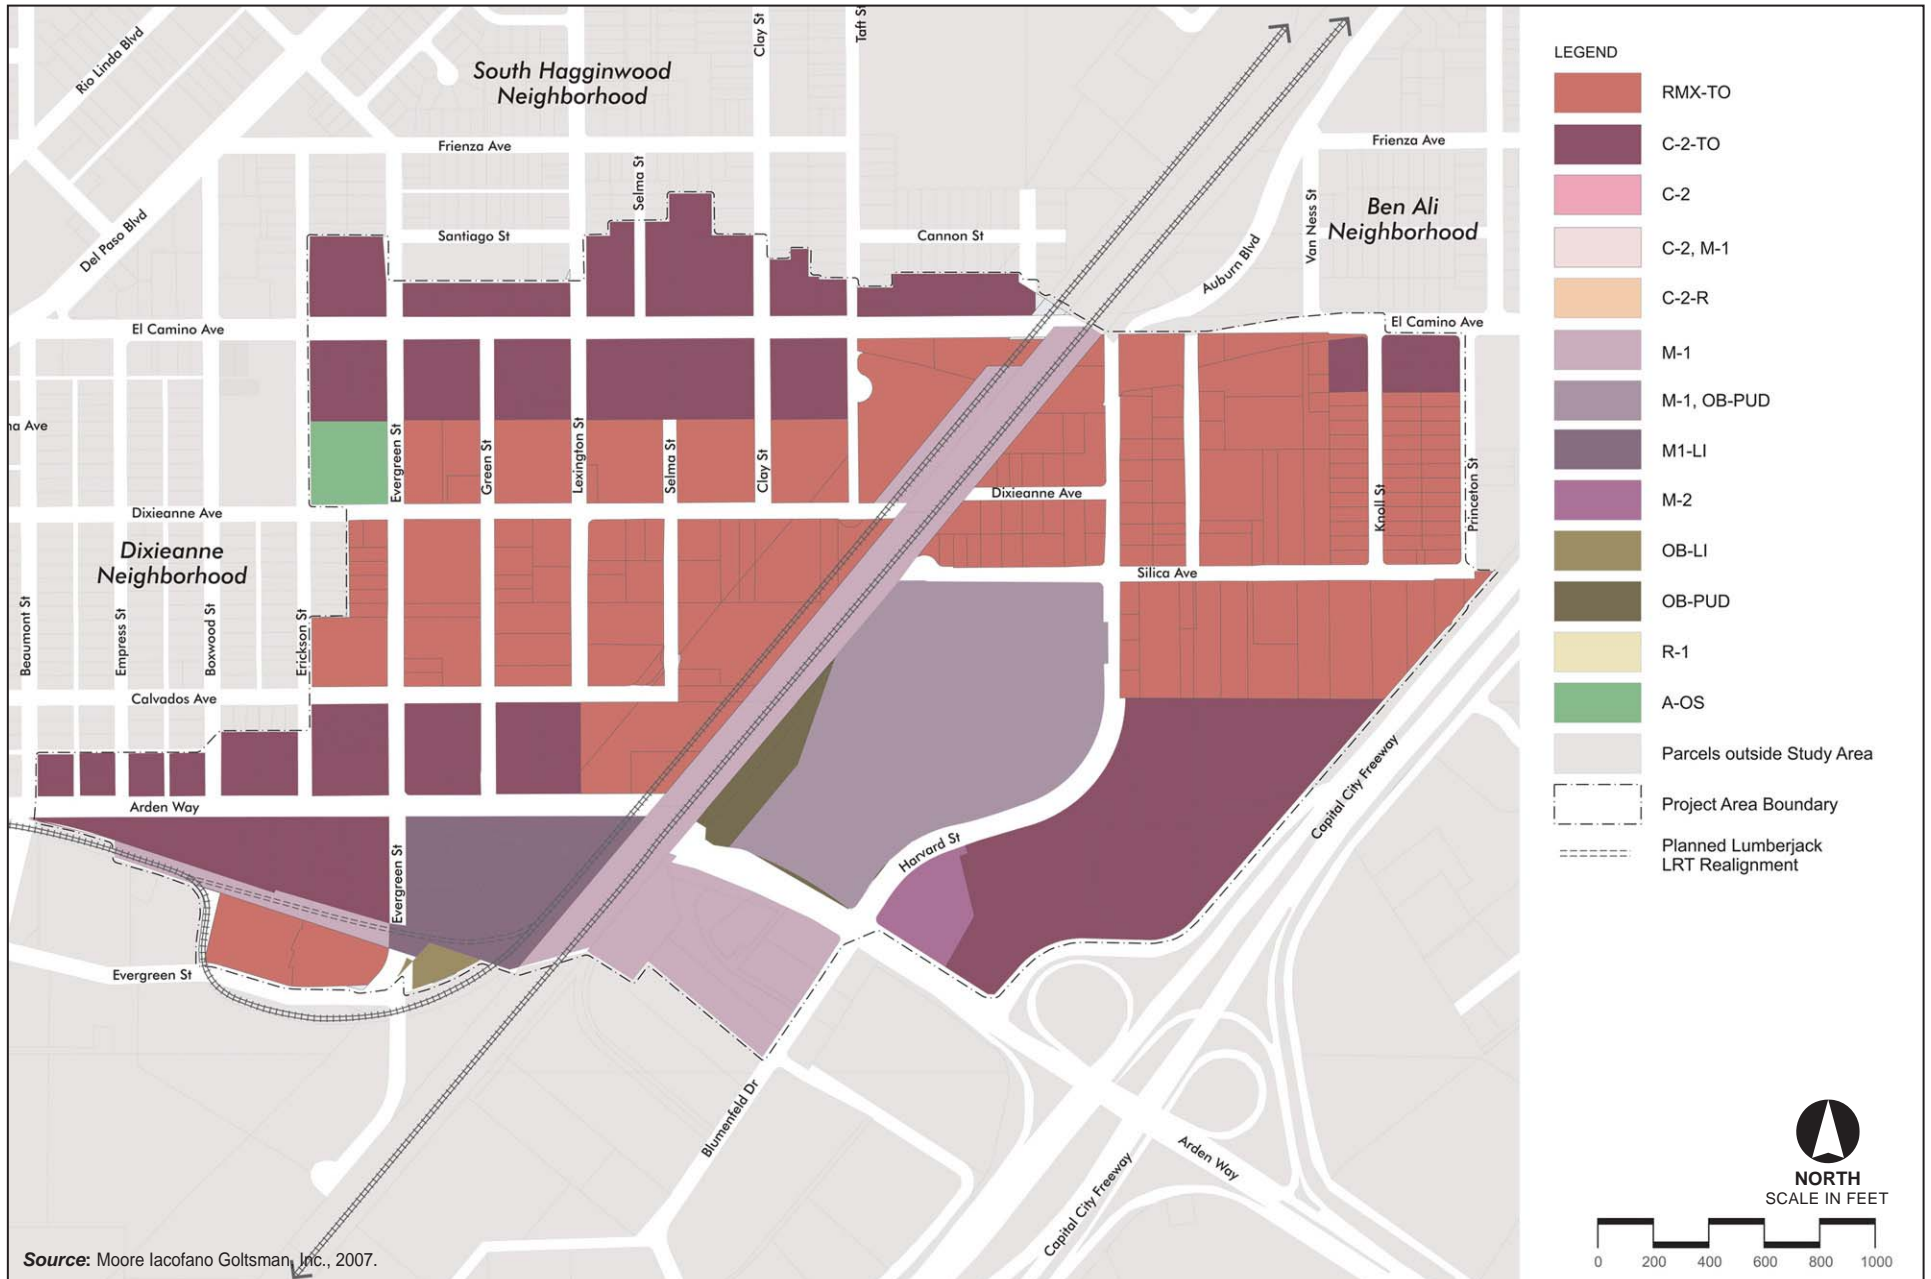 Rio Linda Blvd
South Hagginwood
Neighborhood
Clay St
Taft St
Frienza Ave
Frienza Ave
Selma St
Van Ness St
Ben Ali
Neighborhood
Del Paso Blvd
Santiago St
Cannon St
Auburn Blvd
El Camino Ave
El Camino Ave
na Ave
Evergreen St
Green St
Lexington St
Selma St
Clay St
Dixieanne Ave
Knoll St
Princeton St
Dixieanne Ave
Dixieanne
Neighborhood
Silica Ave
Beaumont St
Empress St
Boxwood St
Erickson St
Calvados Ave
Arden Way
Capital City Freeway
Harvard St
Evergreen St
Evergreen St
Blumenfeld Dr
Arden Way
Capital City Freeway
Source: Moore Iacofano Goltsman, Inc., 2007.
LEGEND
RMX-TO
C-2-TO
C-2
C-2, M-1
C-2-R
M-1
M-1, OB-PUD
M1-LI
M-2
OB-LI
OB-PUD
R-1
A-OS
Parcels outside Study Area
Project Area Boundary
Planned Lumberjack
LRT Realignment
NORTH
SCALE IN FEET
0 200 400 600 800 1000